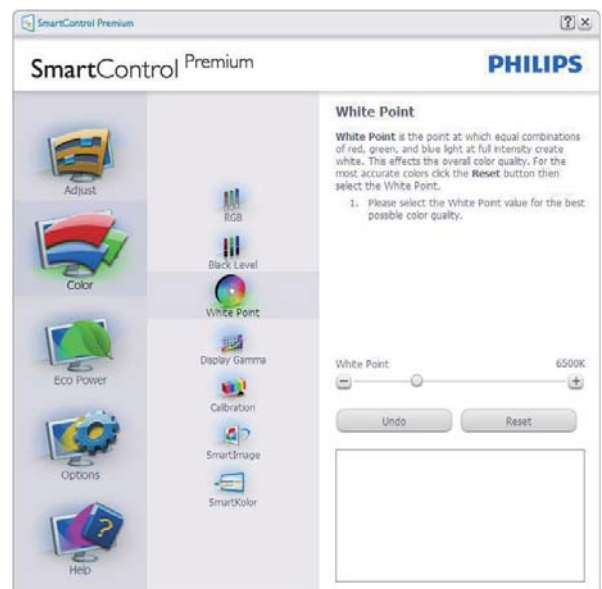 SmartControl Premium
SmartControl Premium
PHILIPS
Adjust
Color
Eco Power
Options
Help
RGB
Black Level
White Point
Display Gamma
Calibration
SmartImage
SmartKolor
White Point
White Point is the point at which equal combinations
of red, green, and blue light at full intensity create
white. This effects the overall color quality. For the
most accurate colors click the Reset button then
select the White Point.
1. Please select the White Point value for the best
possible color quality.
White Point 6500K
Undo Reset